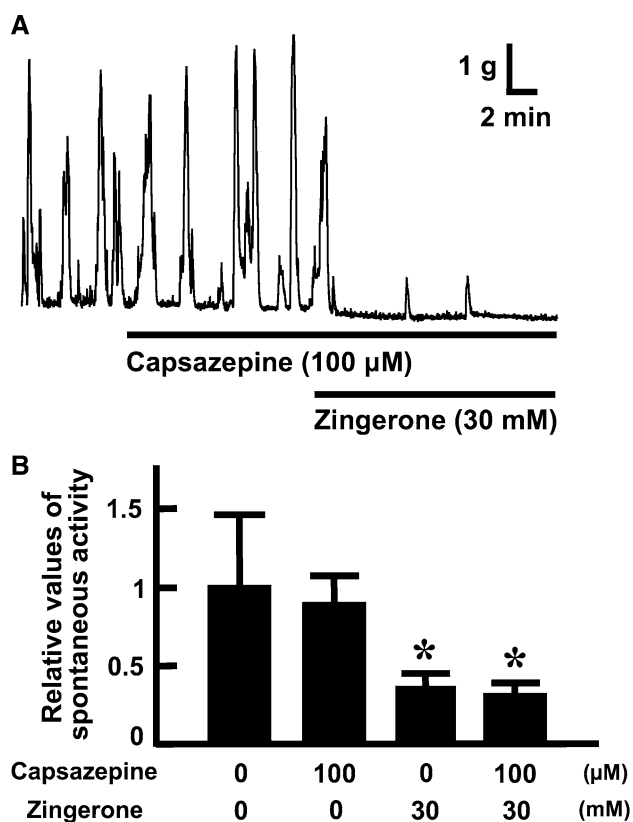 A
1 g
2 min
Capsazepine (100 µM)
Zingerone (30 mM)
B
Relative values of
spontaneous activity
1.5
1
0.5
0
*
*
Capsazepine 0 100 0 100 (µM)
Zingerone 0 0 30 30 (mM)